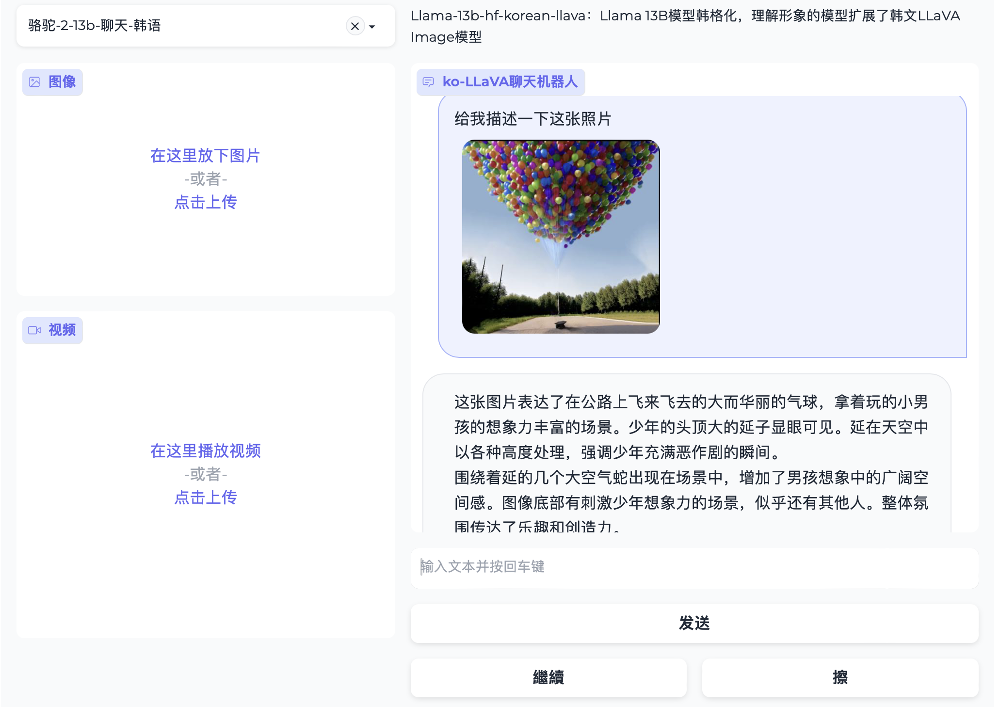 骆驼-2-13b-聊天-韩语
图像
在这里放下图片
-或者-
点击上传
视频
在这里播放视频
-或者-
点击上传
Llama-13b-hf-korean-llava：Llama 13B模型韩格化，理解形象的模型扩展了韩文LLaVA
Image模型
ko-LLaVA聊天机器人
给我描述一下这张照片
这张图片表达了在公路上飞来飞去的大而华丽的气球，拿着玩的小男
孩的想象力丰富的场景。少年的头顶大的延子显眼可见。延在天空中
以各种高度处理，强调少年充满恶作剧的瞬间。
围绕着延的几个大空气蛇出现在场景中，增加了男孩想象中的广阔空
间感。图像底部有刺激少年想象力的场景，似乎还有其他人。整体氛
围传达了乐趣和创造力。
输入文本并按回车键
发送
繼續
擦